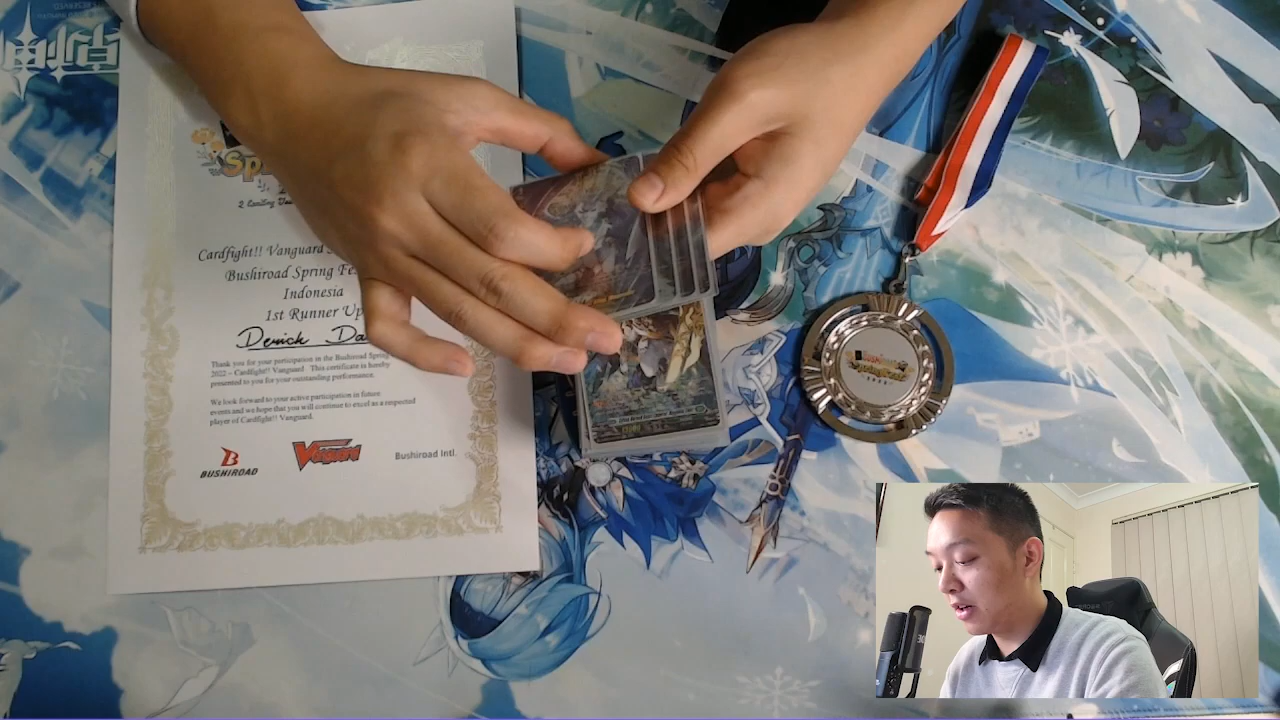 Sp
2 Exciting
Cardfight!! Vanguard
Bushiroad Spring Fe
Indonesia
1st Runner Up
Derick Da
Thank you for your participation in the Bushiroad Spring
2022 – Cardfight!! Vanguard. This certificate is hereby
presented to you for your outstanding performance.
We look forward to your active participation in future
events and we hope that you will continue to excel as a respected
player of Cardfight!! Vanguard.
B
BUSHIROAD
VANGUARD
Bushiroad Intl.